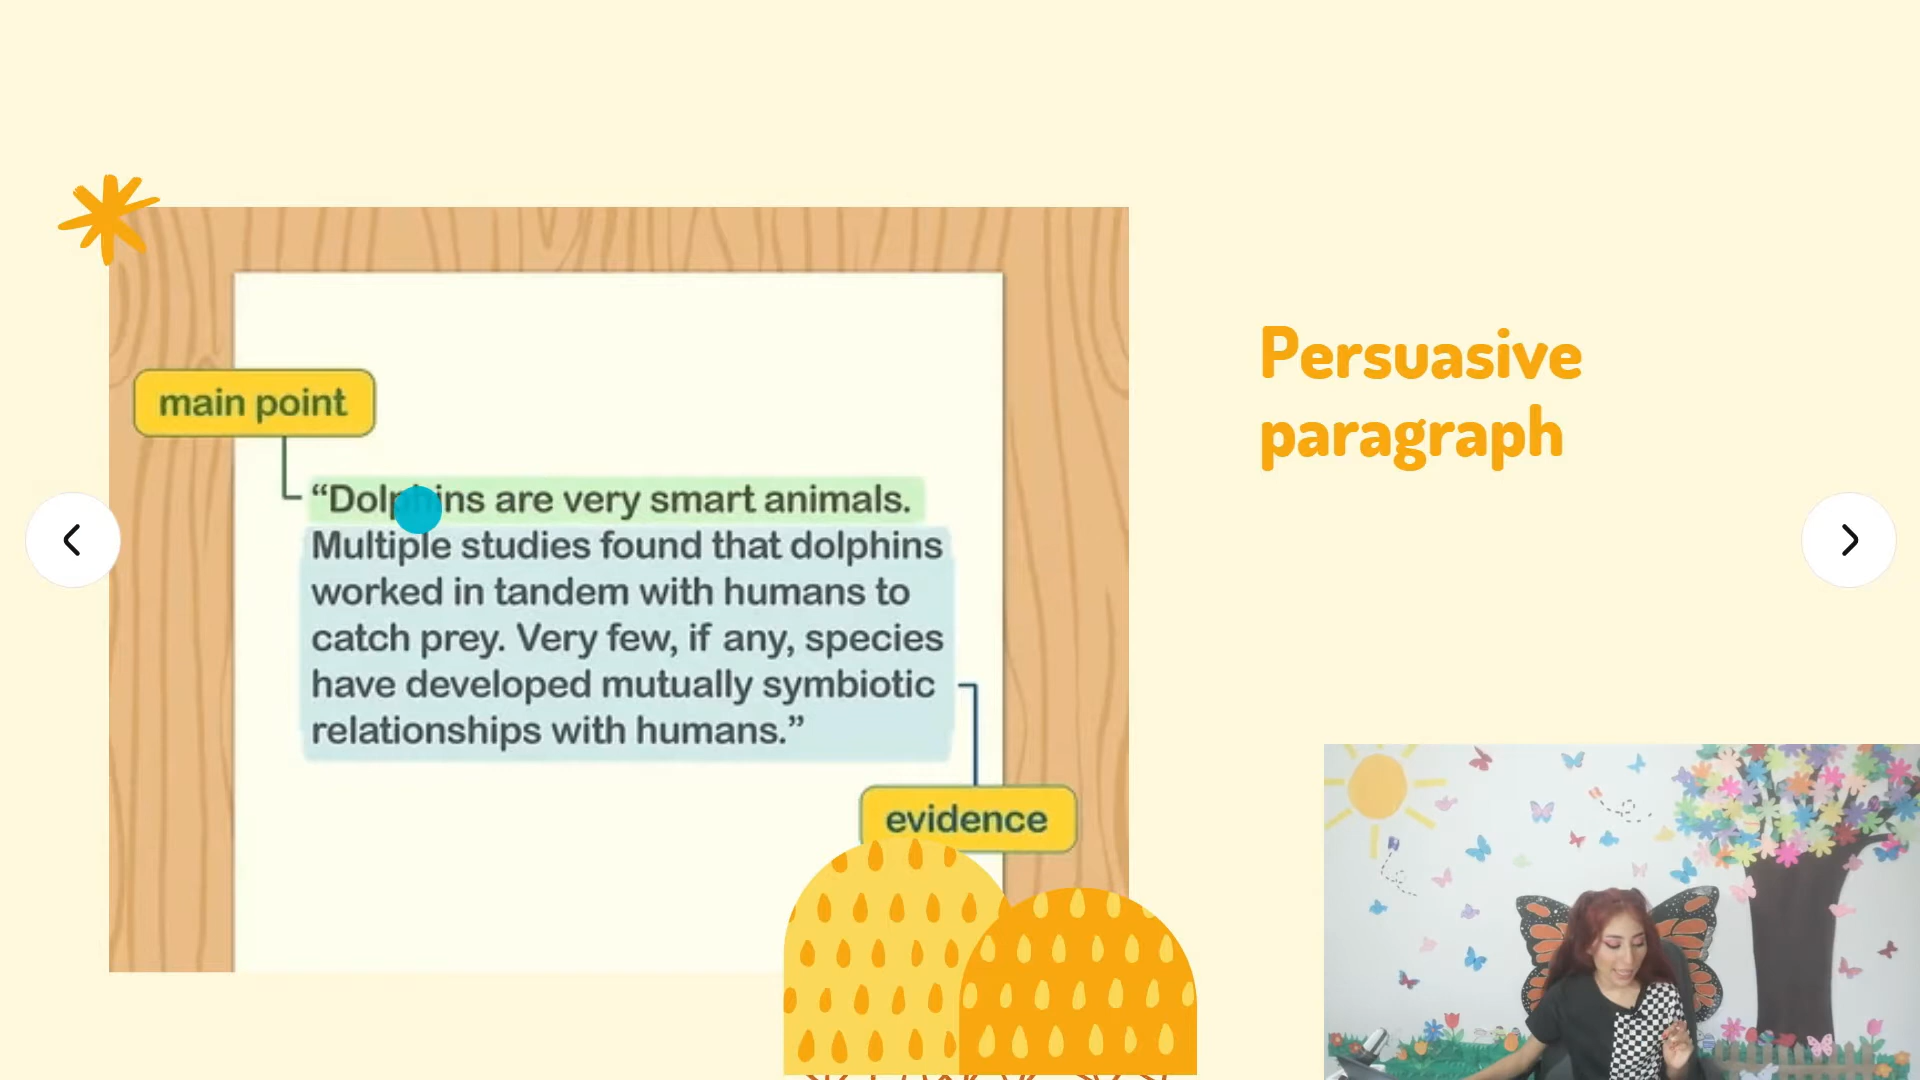 main point
“Dolphins are very smart animals.
Multiple studies found that dolphins
worked in tandem with humans to
catch prey. Very few, if any, species
have developed mutually symbiotic
relationships with humans.”
evidence
Persuasive
paragraph